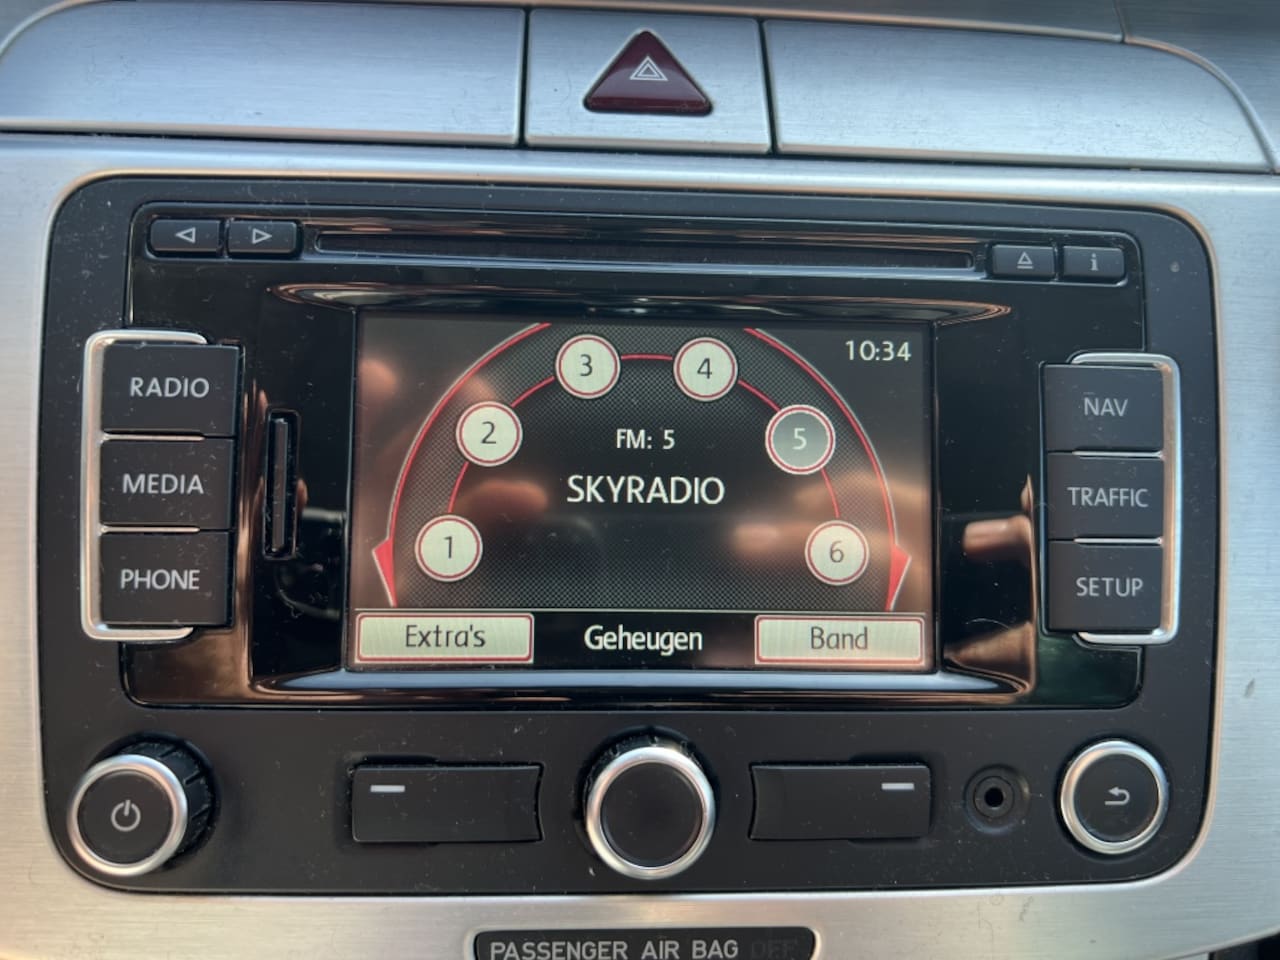 i
RADIO
MEDIA
PHONE
3
4
10:34
2
FM: 5
5
SKYRADIO
1
6
Extra's
Geheugen
Band
NAV
TRAFFIC
SETUP
PASSENGER AIR BAG OFF